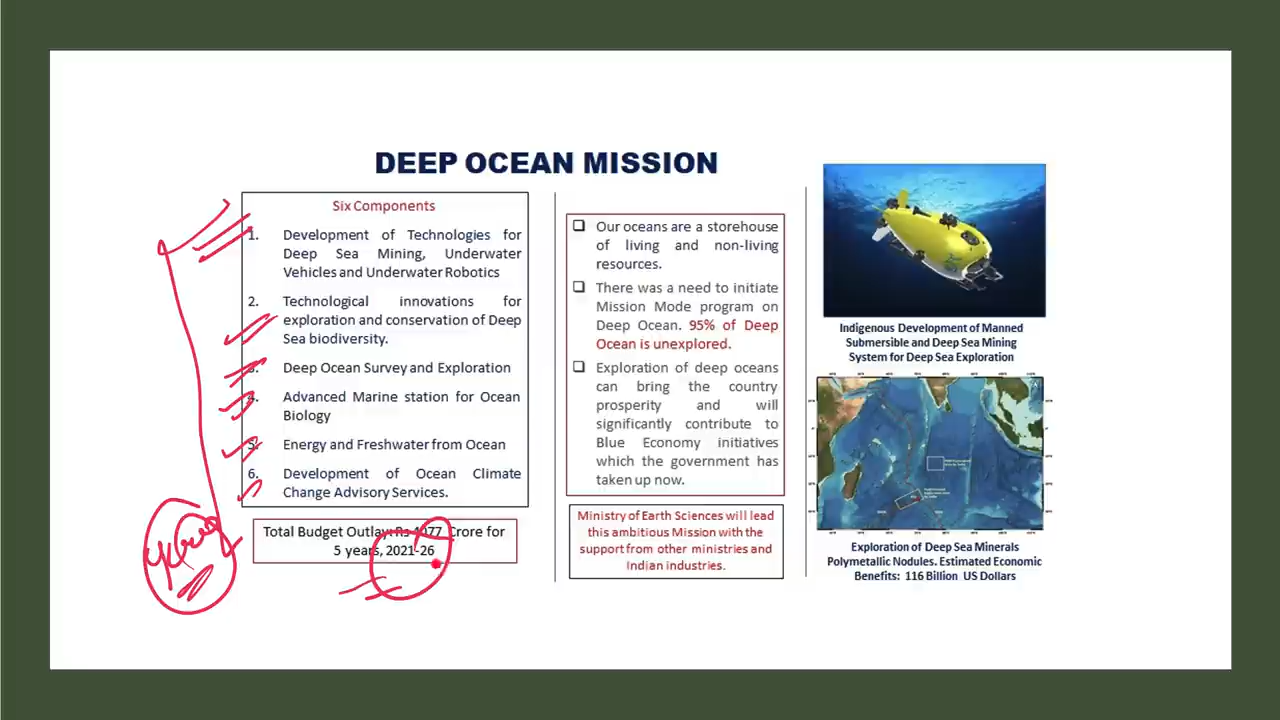 DEEP OCEAN MISSION
Six Components
1. Development of Technologies for
Deep Sea Mining, Underwater
Vehicles and Underwater Robotics
2. Technological innovations for
exploration and conservation of Deep
Sea biodiversity.
3. Deep Ocean Survey and Exploration
4. Advanced Marine station for Ocean
Biology
5. Energy and Freshwater from Ocean
6. Development of Ocean Climate
Change Advisory Services.
Total Budget Outlay: Rs 4077 Crore for
5 years, 2021-26
❑ Our oceans are a storehouse
of living and non-living
resources.
❑ There was a need to initiate
Mission Mode program on
Deep Ocean. 95% of Deep
Ocean is unexplored.
❑ Exploration of deep oceans
can bring the country
prosperity and will
significantly contribute to
Blue Economy initiatives
which the government has
taken up now.
Ministry of Earth Sciences will lead
this ambitious Mission with the
support from other ministries and
Indian industries.
Indigenous Development of Manned
Submersible and Deep Sea Mining
System for Deep Sea Exploration
Exploration of Deep Sea Minerals
Polymetallic Nodules. Estimated Economic
Benefits: 116 Billion US Dollars